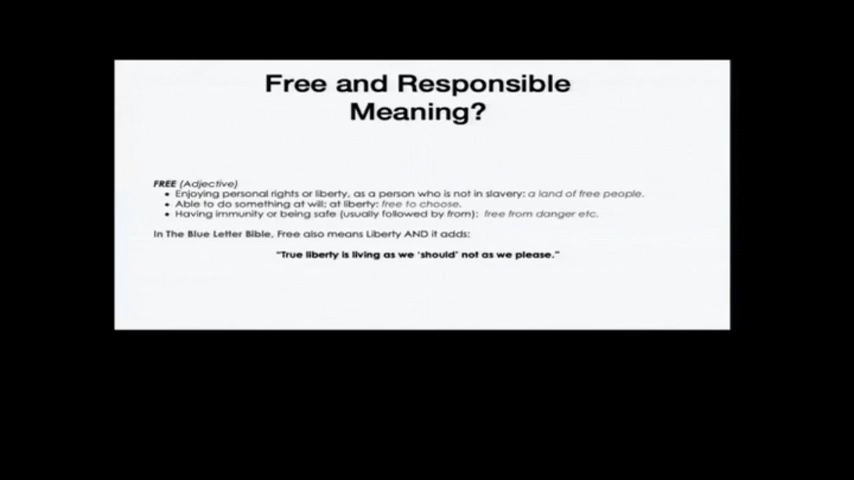 Free and Responsible
Meaning?
FREE (Adjective)
• Enjoying personal rights or liberty, as a person who is not in slavery: a land of free people.
• Able to do something at will; at liberty: free to choose.
• Having immunity or being safe (usually followed by from): free from danger etc.
In The Blue Letter Bible, Free also means Liberty AND it adds:
"True liberty is living as we 'should' not as we please."